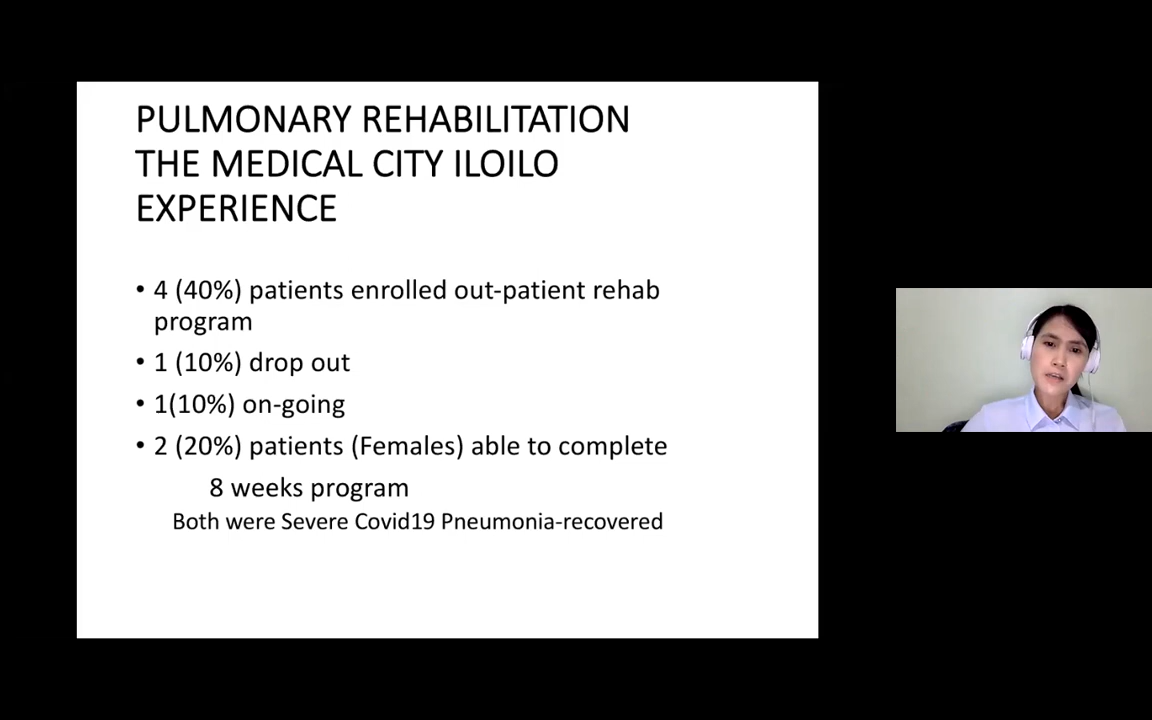 PULMONARY REHABILITATION
THE MEDICAL CITY ILOILO
EXPERIENCE
• 4 (40%) patients enrolled out-patient rehab
program
• 1 (10%) drop out
• 1(10%) on-going
• 2 (20%) patients (Females) able to complete
8 weeks program
Both were Severe Covid19 Pneumonia-recovered